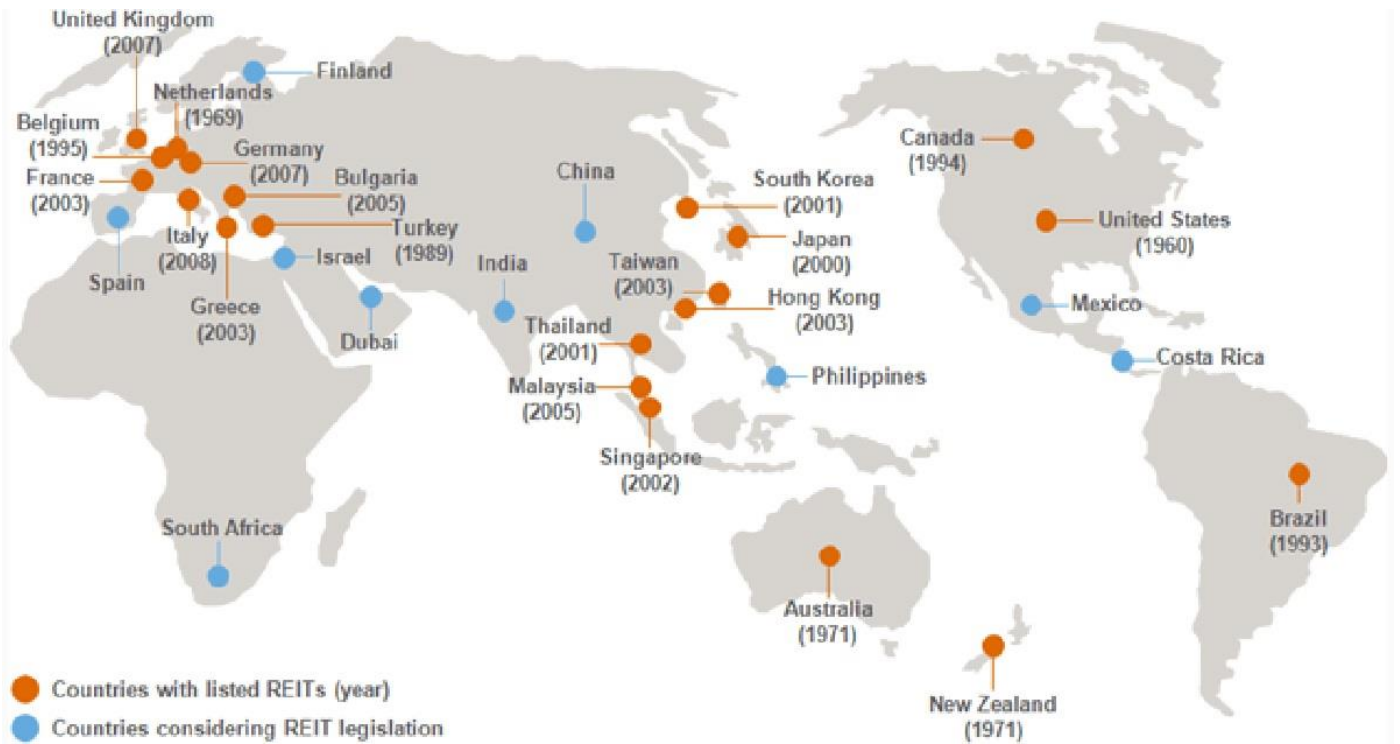 United Kingdom
(2007)
Finland
Netherlands
(1969)
Belgium
(1995)
Germany
(2007)
France
(2003)
Bulgaria
(2005)
Italy
(2008)
Turkey
(1989)
Spain
Israel
Greece
(2003)
Dubai
China
India
South Korea
(2001)
Japan
(2000)
Taiwan
(2003)
Hong Kong
(2003)
Thailand
(2001)
Malaysia
(2005)
Philippines
Singapore
(2002)
Canada
(1994)
United States
(1960)
Mexico
Costa Rica
Brazil
(1993)
South Africa
Australia
(1971)
New Zealand
(1971)
Countries with listed REITs (year)
Countries considering REIT legislation